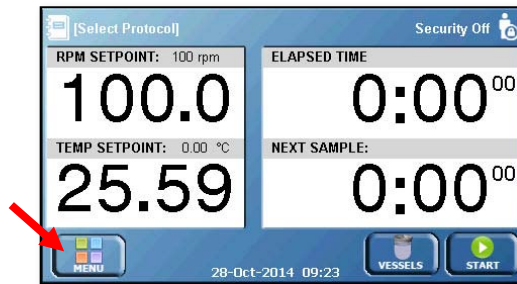 [Select Protocol]
Security Off
RPM SETPOINT: 100 rpm
100.0
ELAPSED TIME
0:00 00
TEMP SETPOINT: 0.00 °C
25.59
NEXT SAMPLE:
0:00 00
MENU
28-Oct-2014 09:23
VESSELS
START